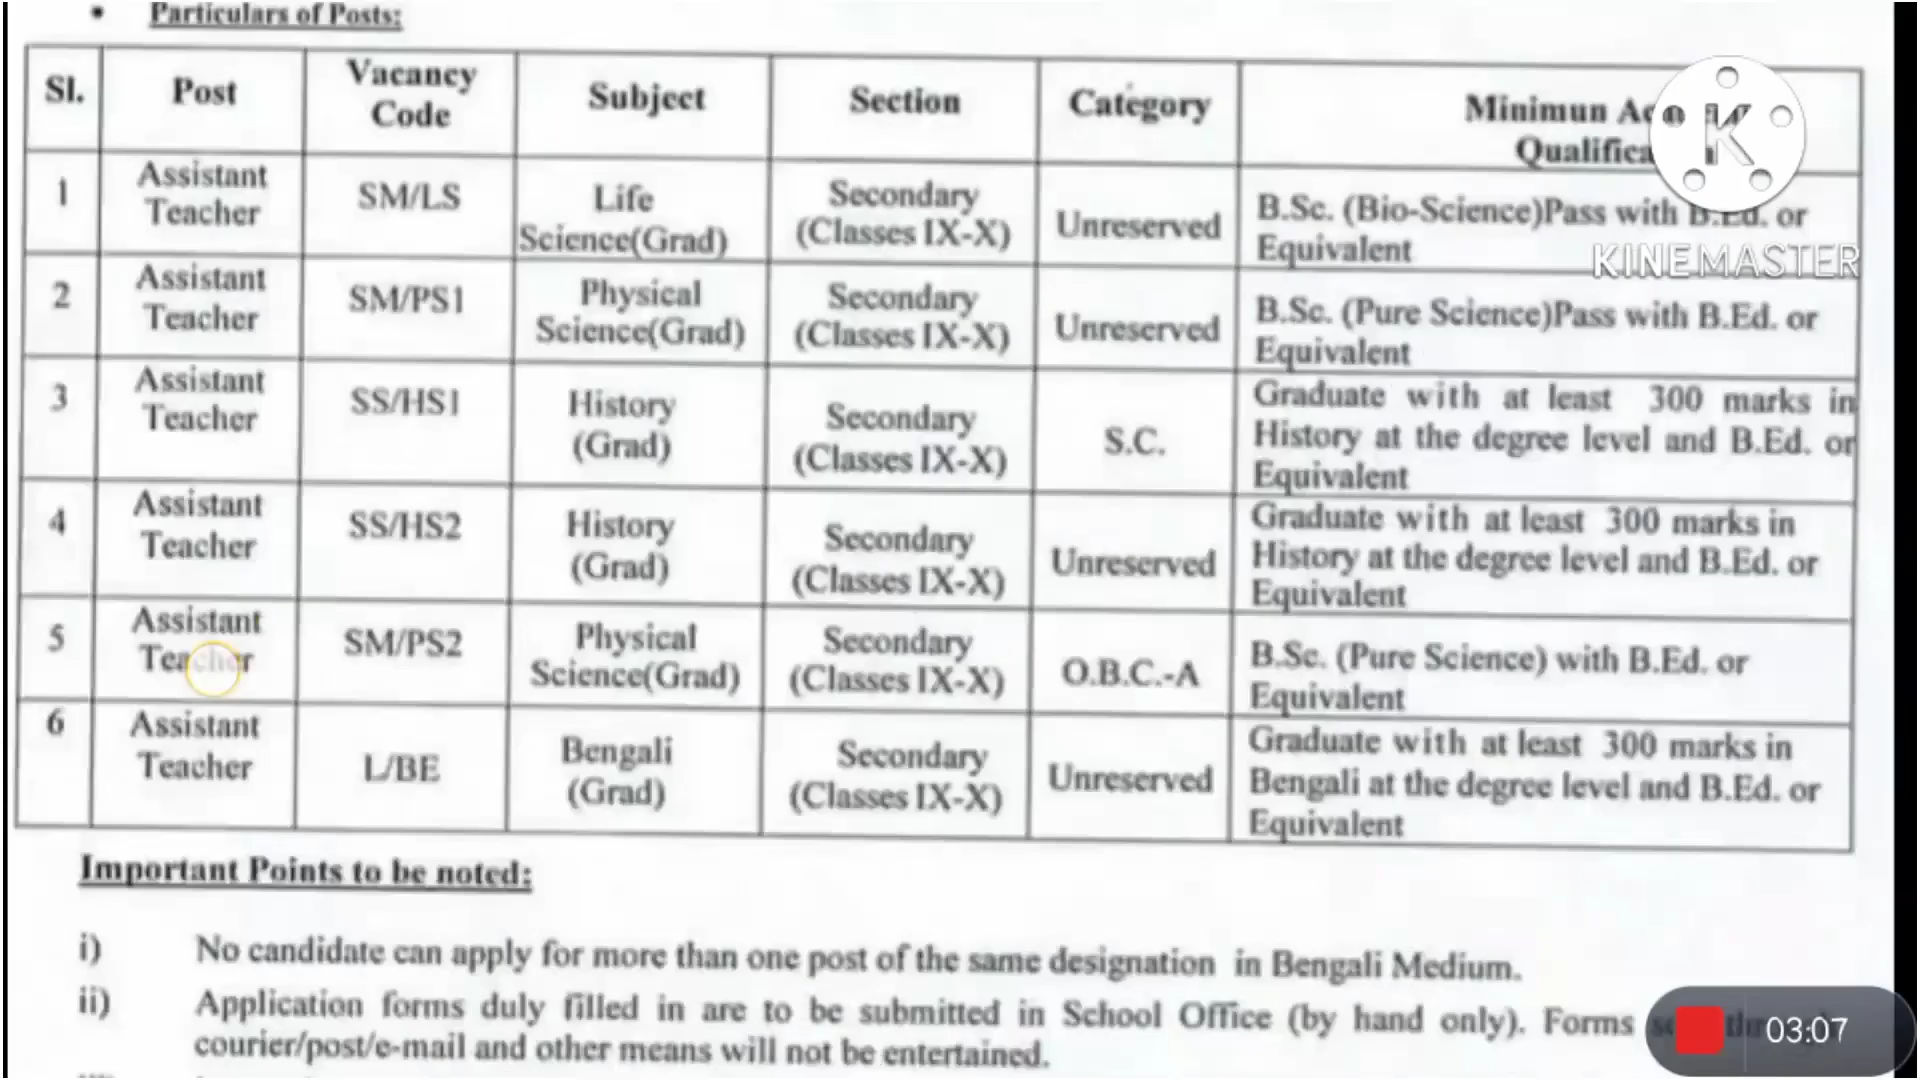 • Particulars of Posts:
Sl. Post Vacancy Code Subject Section Category Minimun Qualifica
1 Assistant Teacher SM/LS Life Science(Grad) Secondary (Classes IX-X) Unreserved B.Sc. (Bio-Science)Pass with B.Ed. or Equivalent
2 Assistant Teacher SM/PS1 Physical Science(Grad) Secondary (Classes IX-X) Unreserved B.Sc. (Pure Science)Pass with B.Ed. or Equivalent
3 Assistant Teacher SS/HS1 History (Grad) Secondary (Classes IX-X) S.C. Graduate with at least 300 marks in History at the degree level and B.Ed. or Equivalent
4 Assistant Teacher SS/HS2 History (Grad) Secondary (Classes IX-X) Unreserved Graduate with at least 300 marks in History at the degree level and B.Ed. or Equivalent
5 Assistant Teacher SM/PS2 Physical Science(Grad) Secondary (Classes IX-X) O.B.C.-A B.Sc. (Pure Science) with B.Ed. or Equivalent
6 Assistant Teacher L/BE Bengali (Grad) Secondary (Classes IX-X) Unreserved Graduate with at least 300 marks in Bengali at the degree level and B.Ed. or Equivalent
K
KINEMASTER
Important Points to be noted:
i) No candidate can apply for more than one post of the same designation in Bengali Medium.
ii) Application forms duly filled in are to be submitted in School Office (by hand only). Forms
courier/post/e-mail and other means will not be entertained.
03:07